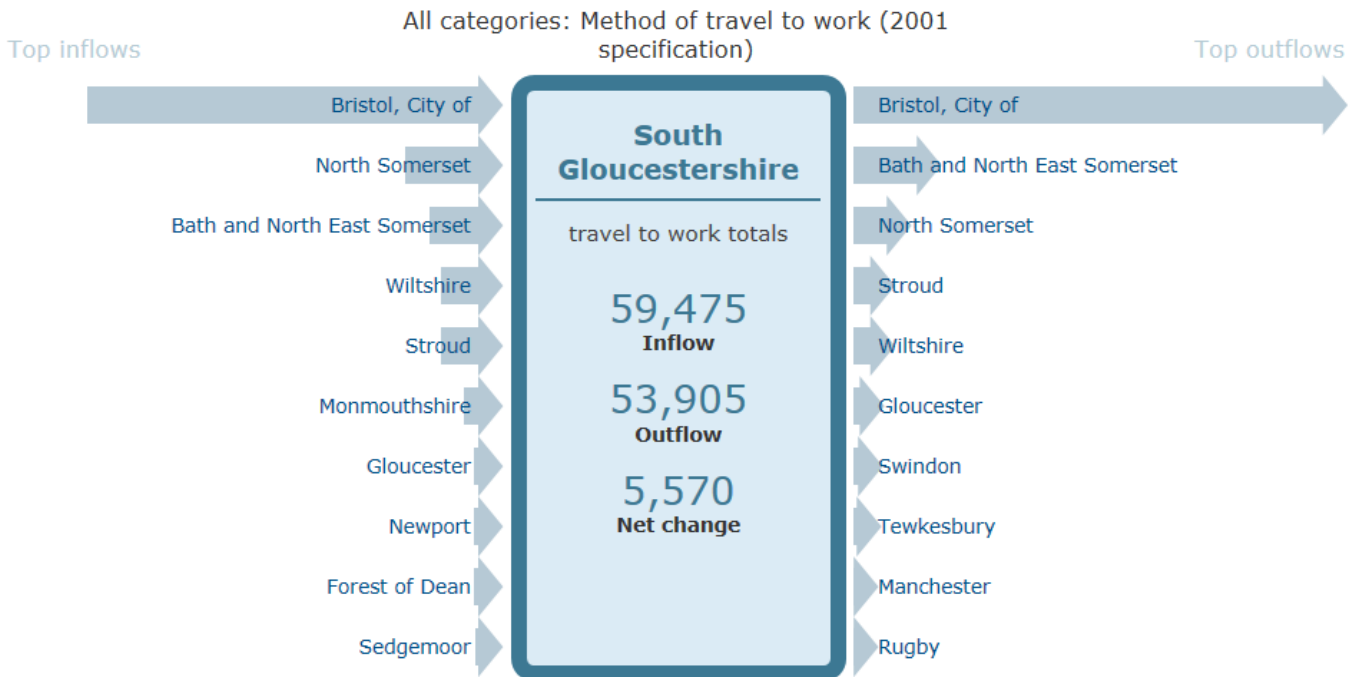 All categories: Method of travel to work (2001
specification)
Top inflows
Top outflows
Bristol, City of
North Somerset
Bath and North East Somerset
Wiltshire
Stroud
Monmouthshire
Gloucester
Newport
Forest of Dean
Sedgemoor
South
Gloucestershire
travel to work totals
59,475
Inflow
53,905
Outflow
5,570
Net change
Bristol, City of
Bath and North East Somerset
North Somerset
Stroud
Wiltshire
Gloucester
Swindon
Tewkesbury
Manchester
Rugby